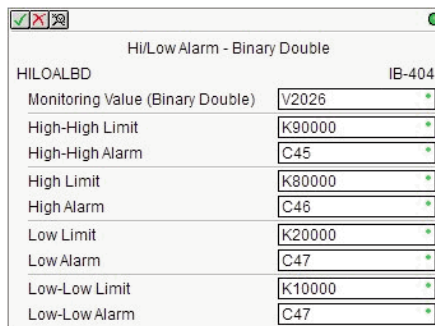 Hi/Low Alarm - Binary Double
HILOALBD IB-404
Monitoring Value (Binary Double) V2026
High-High Limit K90000
High-High Alarm C45
High Limit K80000
High Alarm C46
Low Limit K20000
Low Alarm C47
Low-Low Limit K10000
Low-Low Alarm C47